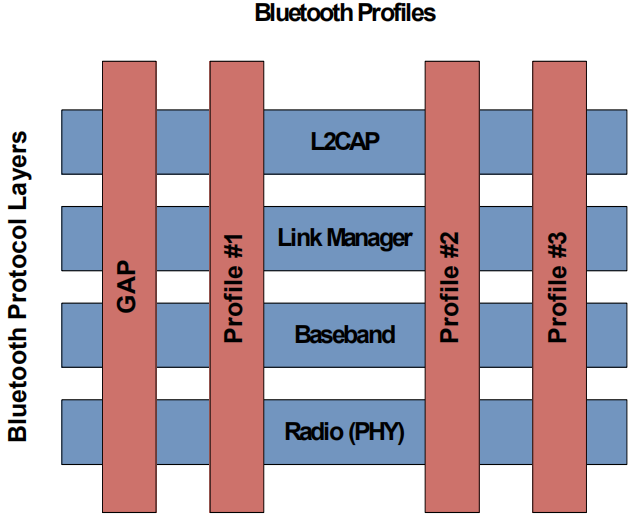 Bluetooth Profiles
Bluetooth Protocol Layers
GAP
Profile #1
L2CAP
Link Manager
Baseband
Radio (PHY)
Profile #2
Profile #3